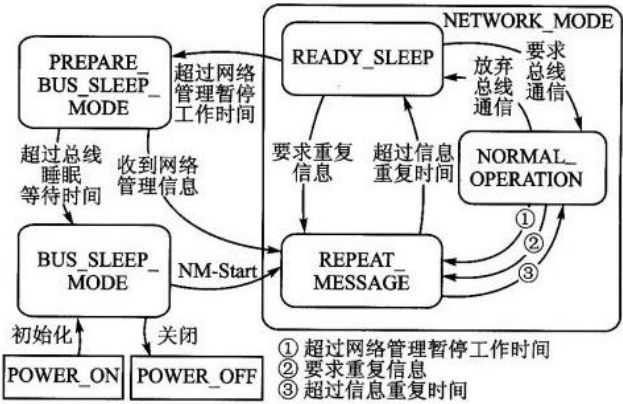 NETWORK_MODE
PREPARE_
BUS_SLEEP_
MODE
超过网络
管理暂停
工作时间
READY_SLEEP
放弃
总线
通信
要求
总线
通信
超过总线
睡眠
等待时间
收到网络
管理信息
要求重复
信息
超过信息
重复时间
NORMAL_
OPERATION
①
②
③
BUS_SLEEP_
MODE
NM-Start
REPEAT_
MESSAGE
初始化
关闭
POWER_ON
POWER_OFF
① 超过网络管理暂停工作时间
② 要求重复信息
③ 超过信息重复时间